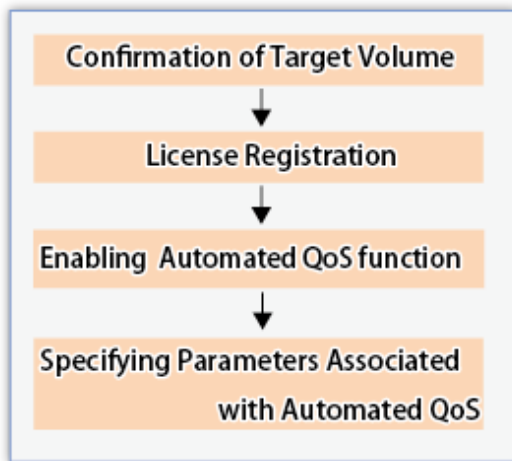 Confirmation of Target Volume
License Registration
Enabling Automated QoS function
Specifying Parameters Associated
with Automated QoS